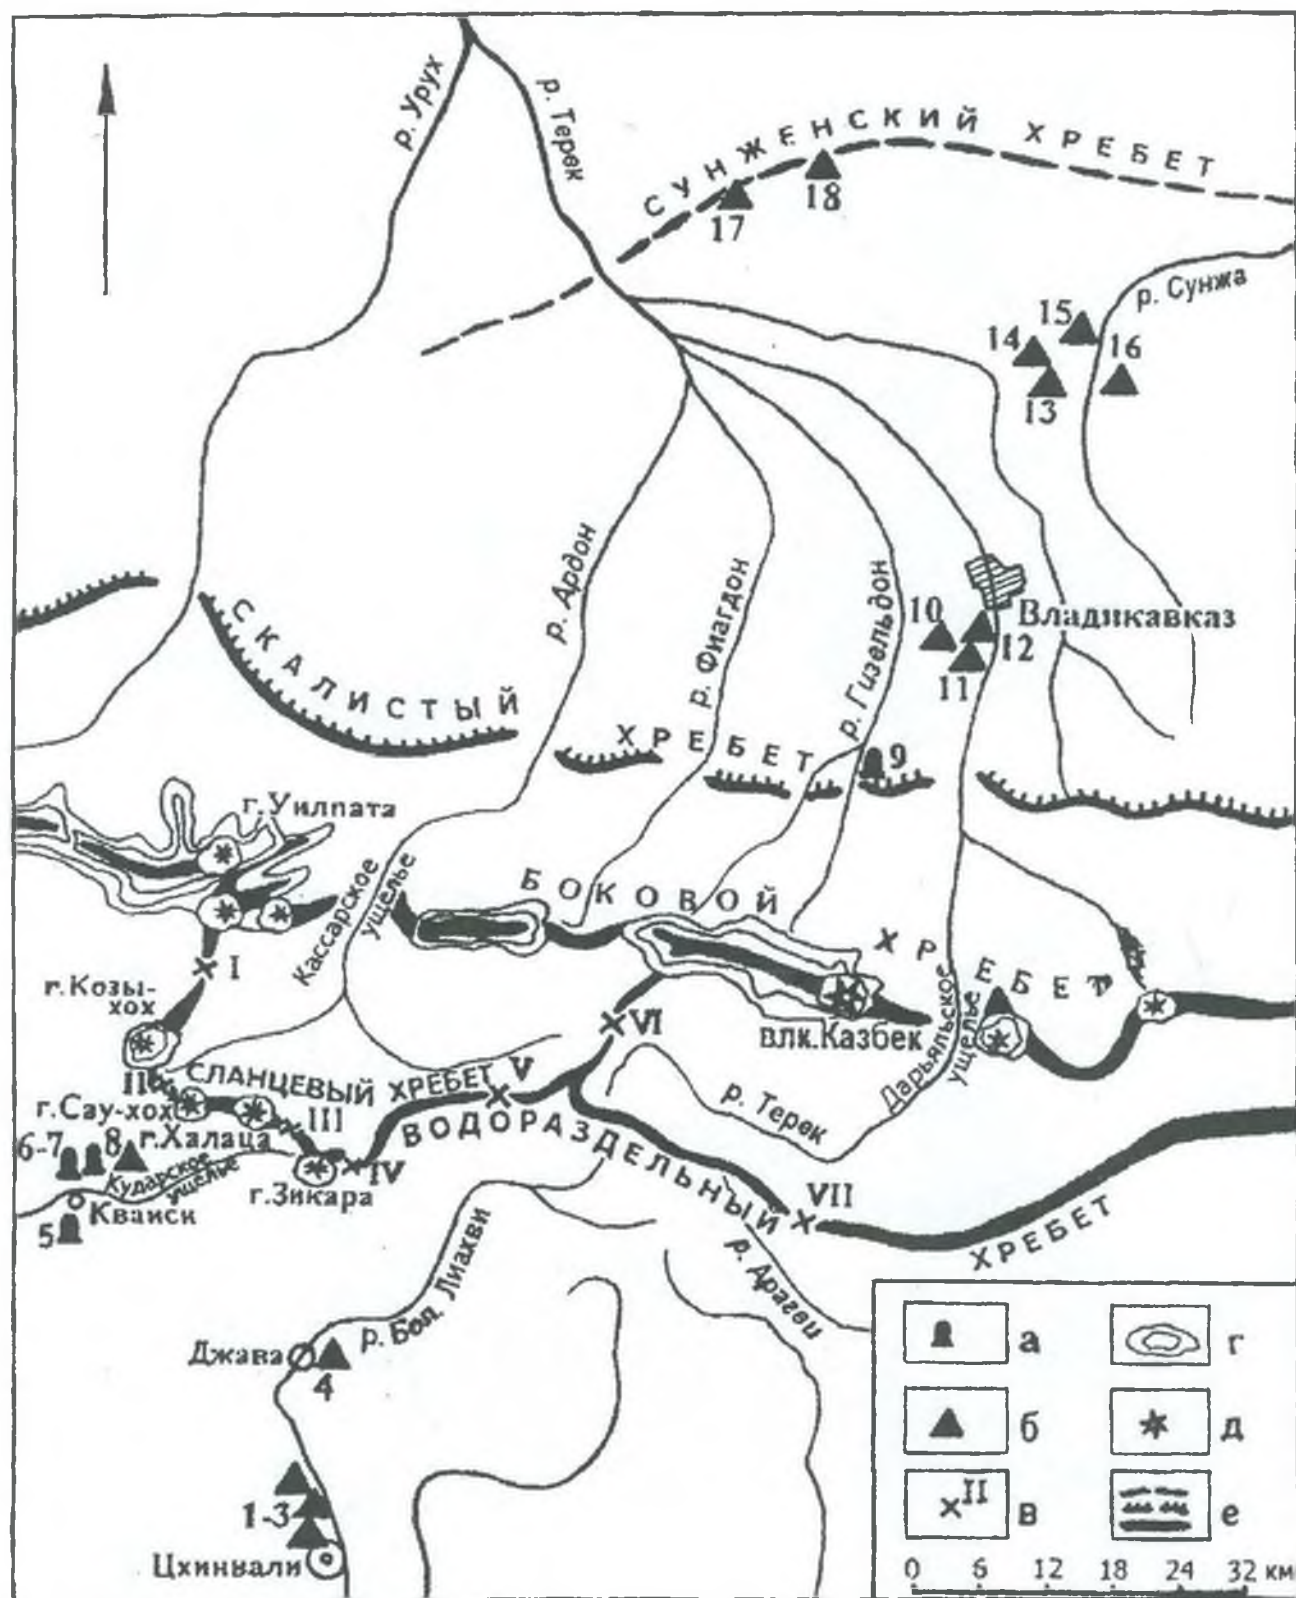 р. Урух
р. Терек
СУНЖЕНСКИЙ ХРЕБЕТ
17
18
р. Сунжа
15
14
16
13
р. Ардон
р. Фиагдон
р. Гизельдон
Владикавказ
10
12
11
СКАЛИСТЫЙ
ХРЕБЕТ
9
г. Уилпата
Кассарское
ущелье
БОКОВОЙ
ХРЕБЕТ
I
г. Козы-
хох
VI
влк. Казбек
Дарьяльское
ущелье
II
СЛАНЦЕВЫЙ ХРЕБЕТ
V
г. Сау-хох
III
р. Терек
ВОДОРАЗДЕЛЬНЫЙ
ХРЕБЕТ
6-7
8
г. Халаца
Кударское
ущелье
IV
г. Зикара
VII
Кваиси
5
р. Бол. Лиахви
р. Арагви
Джава
4
1-3
Цхинвали
а
г
б
д
II
в
е
0 6 12 18 24 32 км